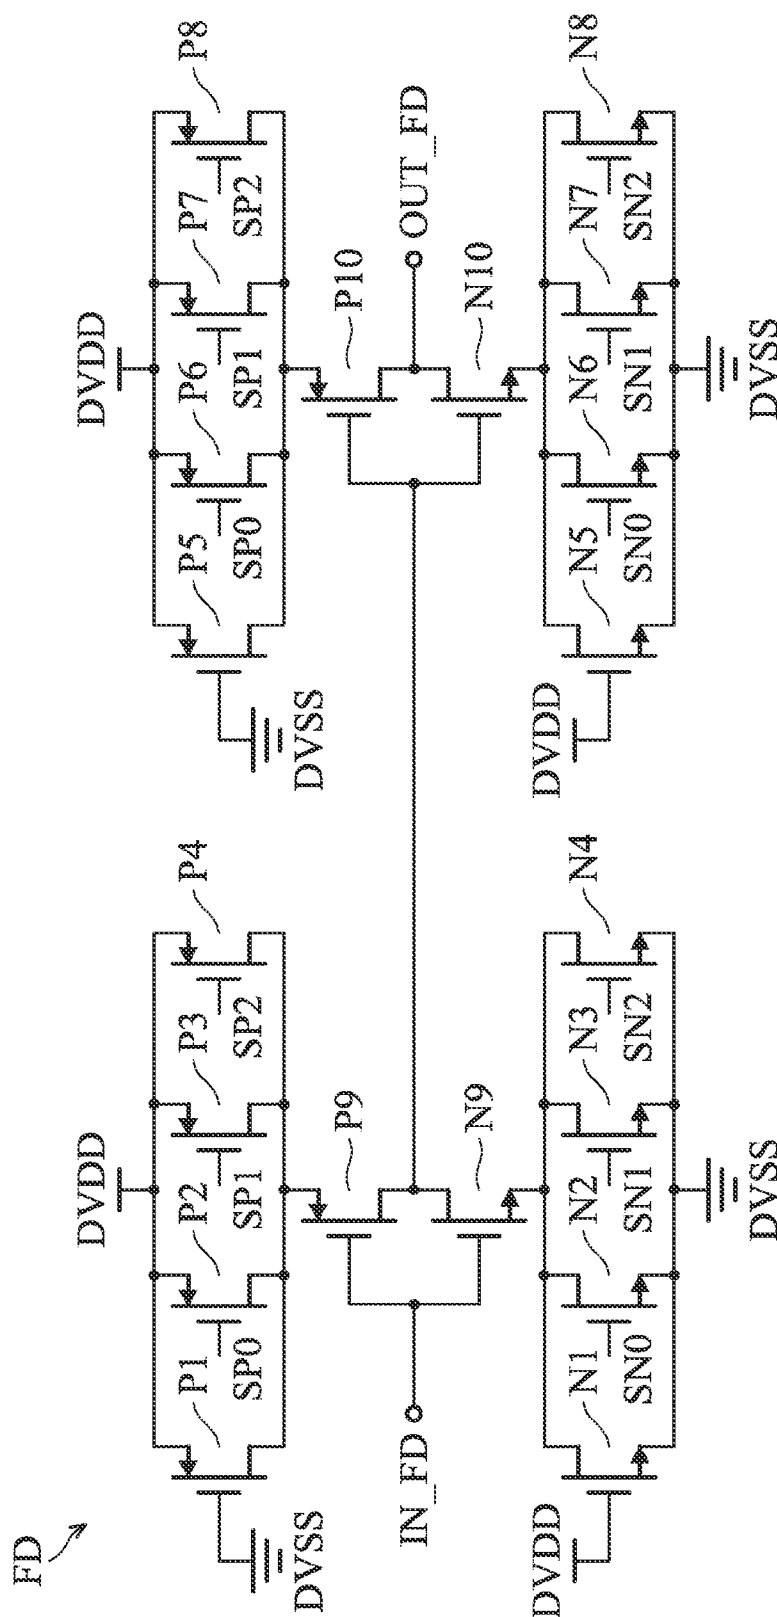 FD
DVDD
DVDD
P1
P2
P3
P4
P5
P6
P7
P8
SP0
SP1
SP2
SP0
SP1
SP2
DVSS
DVSS
P9
P10
IN_FD
OUT_FD
N9
N10
DVDD
DVDD
N1
N2
N3
N4
N5
N6
N7
N8
SN0
SN1
SN2
SN0
SN1
SN2
DVSS
DVSS